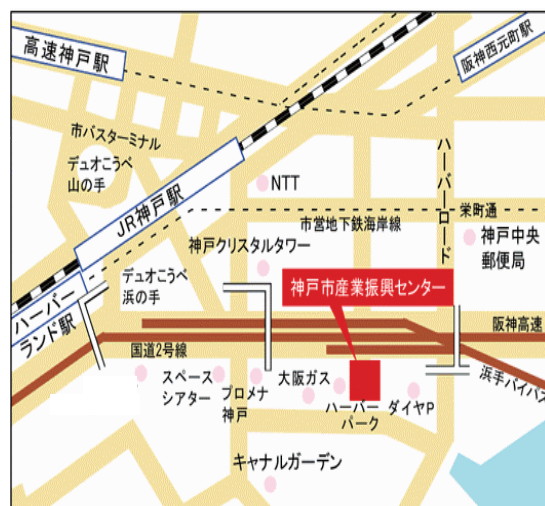 高速神戸駅
阪神西元町駅
市バスターミナル
デュオこうべ
山の手
JR神戸駅
NTT
ハーバーロード
栄町通
市営地下鉄海岸線
神戸中央
郵便局
神戸クリスタルタワー
デュオこうべ
浜の手
ハーバー
ランド駅
神戸市産業振興センター
阪神高速
国道2号線
浜手バイパス
スペース
シアター
プロメナ
神戸
大阪ガス
ハーバー
パーク
ダイヤP
キャナルガーデン